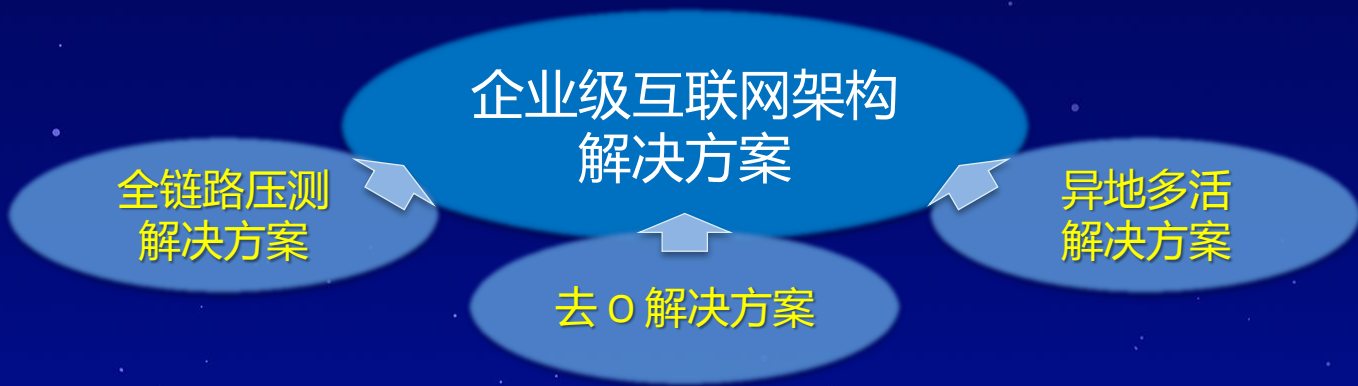 企业级互联网架构
解决方案
全链路压测
解决方案
异地多活
解决方案
去 O 解决方案